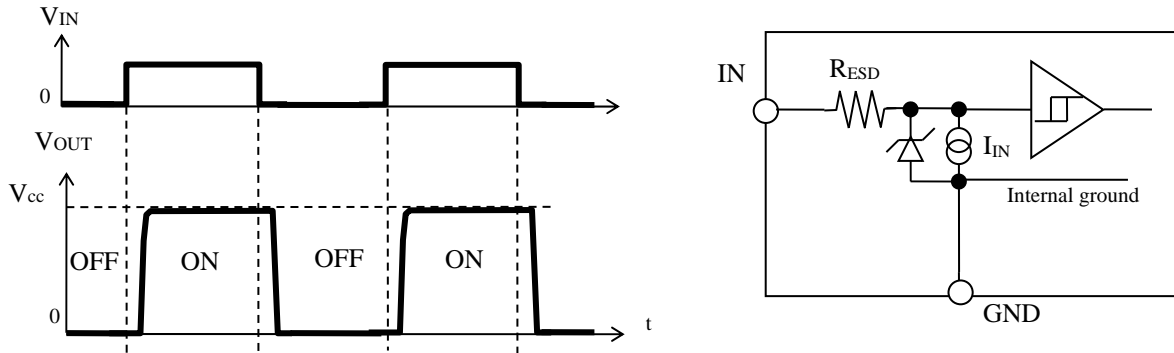 VIN
0
VOUT
Vcc
OFF
ON
OFF
ON
0
t
IN
RESD
IIN
Internal ground
GND